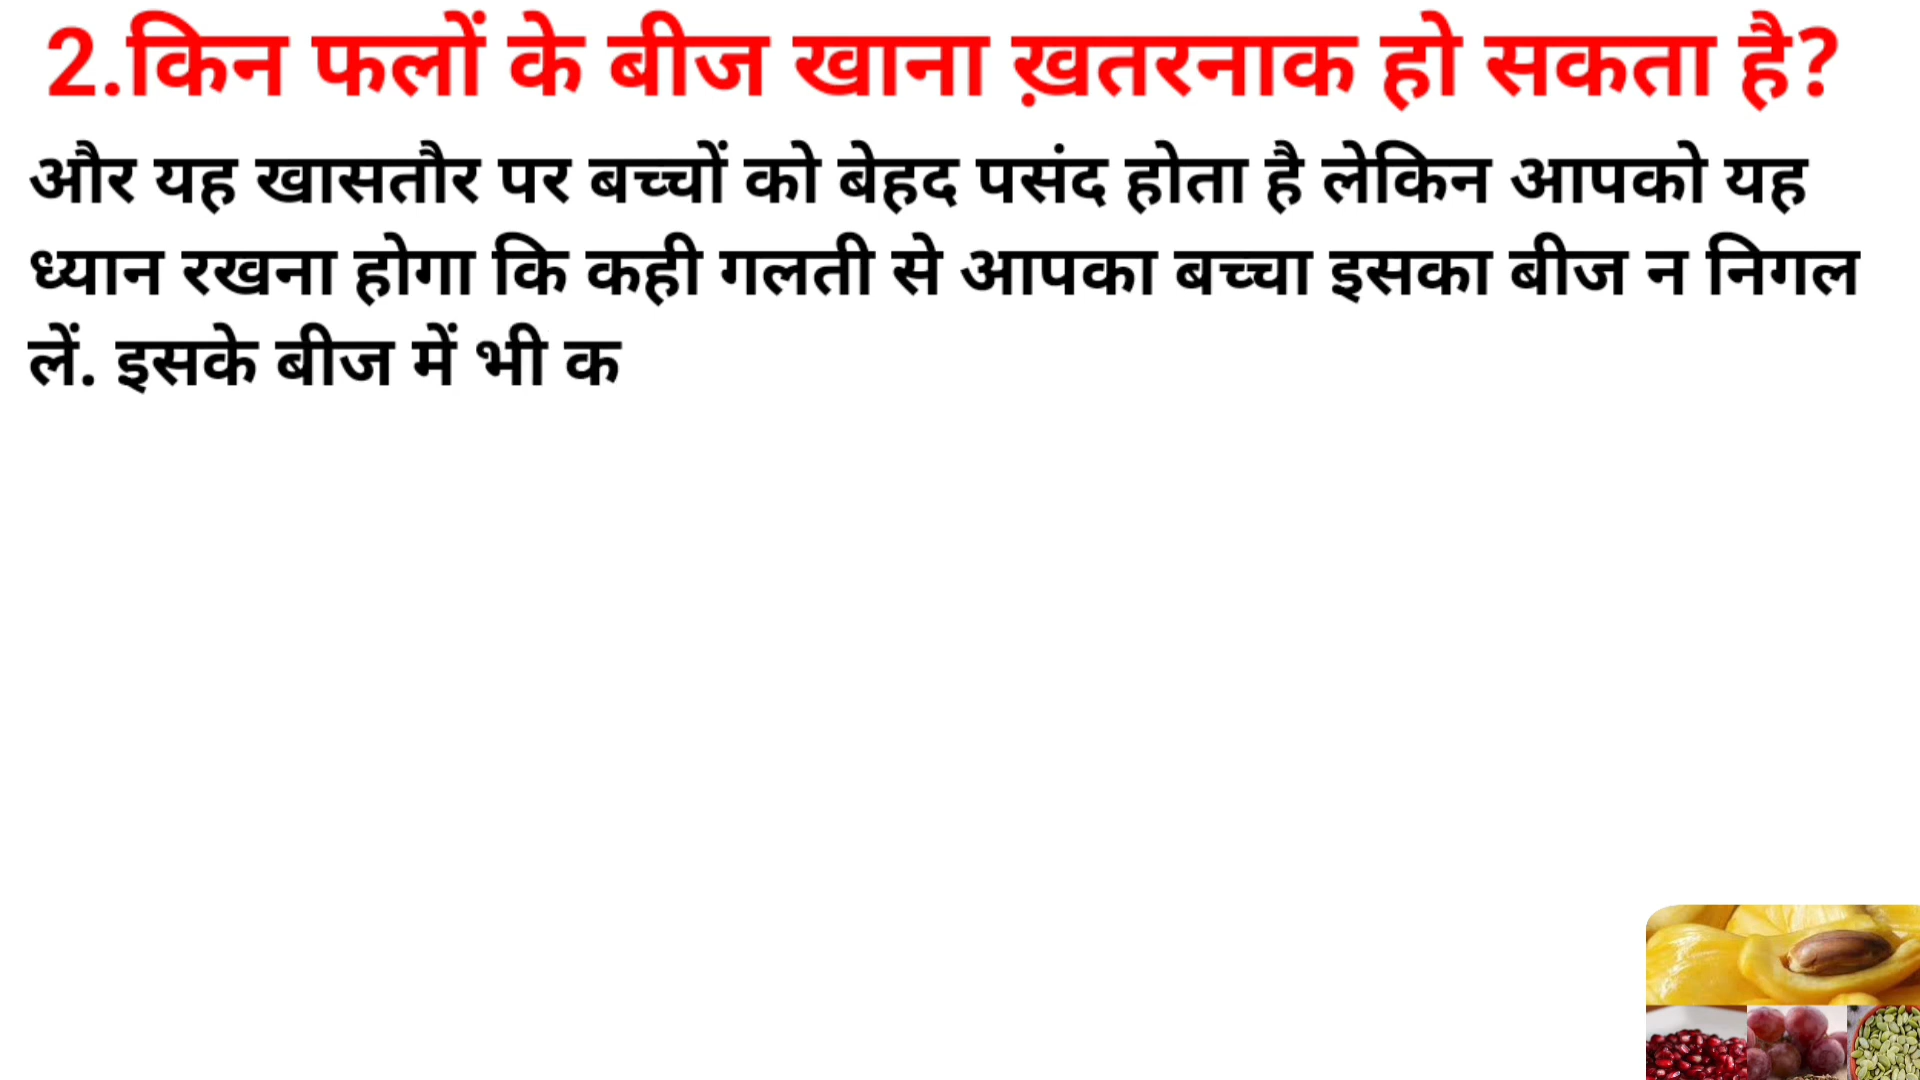 2.किन फलों के बीज खाना ख़तरनाक हो सकता है?
और यह खासतौर पर बच्चों को बेहद पसंद होता है लेकिन आपको यह
ध्यान रखना होगा कि कही गलती से आपका बच्चा इसका बीज न निगल
लें. इसके बीज में भी क